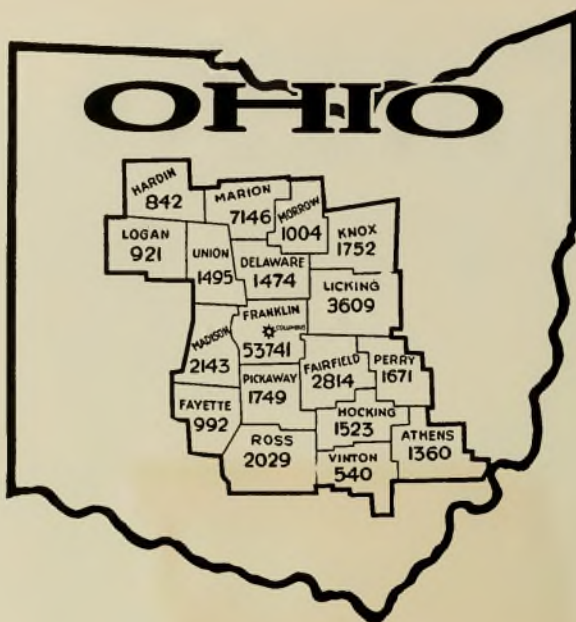 OHIO
HARDIN
842
MARION
7146
MORROW
1004
KNOX
1752
LOGAN
921
UNION
1495
DELAWARE
1474
LICKING
3609
FRANKLIN
COLUMBUS
53741
MADISON
2143
FAIRFIELD
2814
PERRY
1671
PICKAWAY
1749
FAYETTE
992
HOCKING
1523
ATHENS
1360
ROSS
2029
VINTON
540